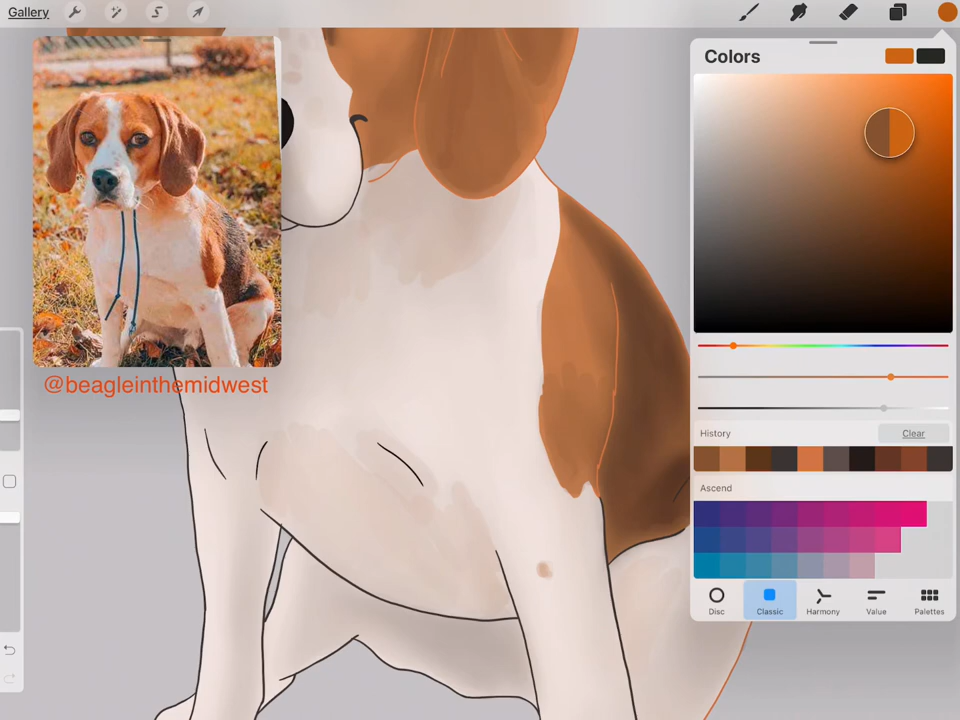 Gallery
Colors
@beagleinthemidwest
History
Clear
Ascend
Disc
Classic
Harmony
Value
Palettes